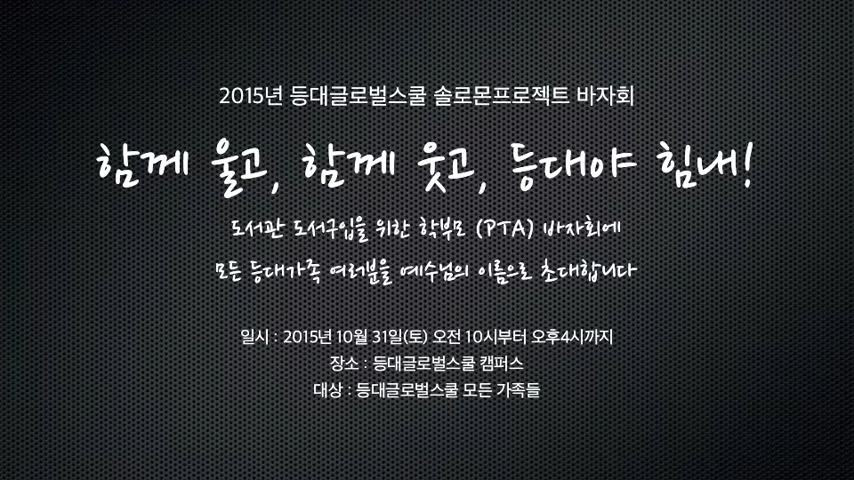 2015년 등대글로벌스쿨 솔로몬프로젝트 바자회
함께 울고, 함께 웃고, 등대야 힘내!
도서관 도서구입을 위한 학부모 (PTA) 바자회에
모든 등대가족 여러분을 예수님의 이름으로 초대합니다
일시 : 2015년 10월 31일(토) 오전 10시부터 오후4시까지
장소 : 등대글로벌스쿨 캠퍼스
대상 : 등대글로벌스쿨 모든 가족들